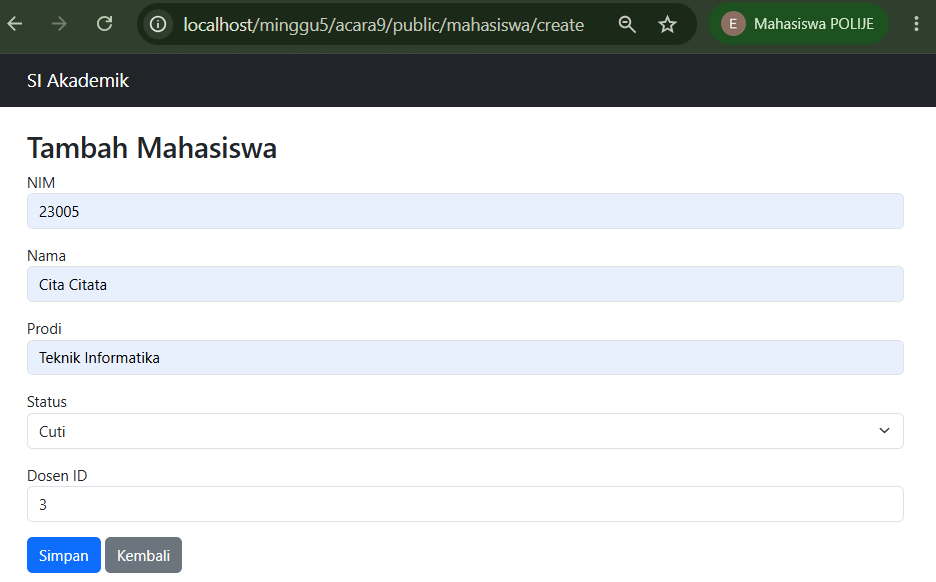 localhost/minggu5/acara9/public/mahasiswa/create
E Mahasiswa POLIJE
SI Akademik
Tambah Mahasiswa
NIM
23005
Nama
Cita Citata
Prodi
Teknik Informatika
Status
Cuti
Dosen ID
3
Simpan Kembali